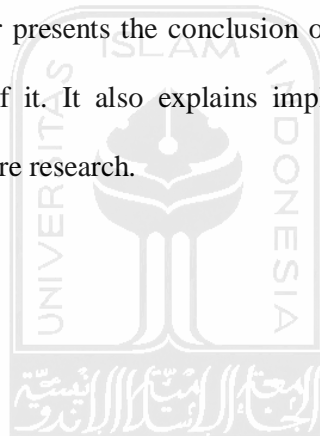 r presents the conclusion o
f it. It also explains imp
re research.
ISLAM
UNIVERSITAS
INDONESIA